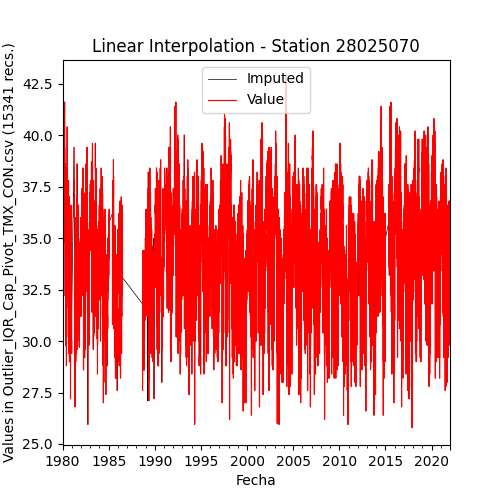 Linear Interpolation - Station 28025070
Values in Outlier_IQR_Cap_Pivot_TMX_CON.csv (15341 recs.)
Imputed
Value
42.5
40.0
37.5
35.0
32.5
30.0
27.5
25.0
1980 1985 1990 1995 2000 2005 2010 2015 2020
Fecha